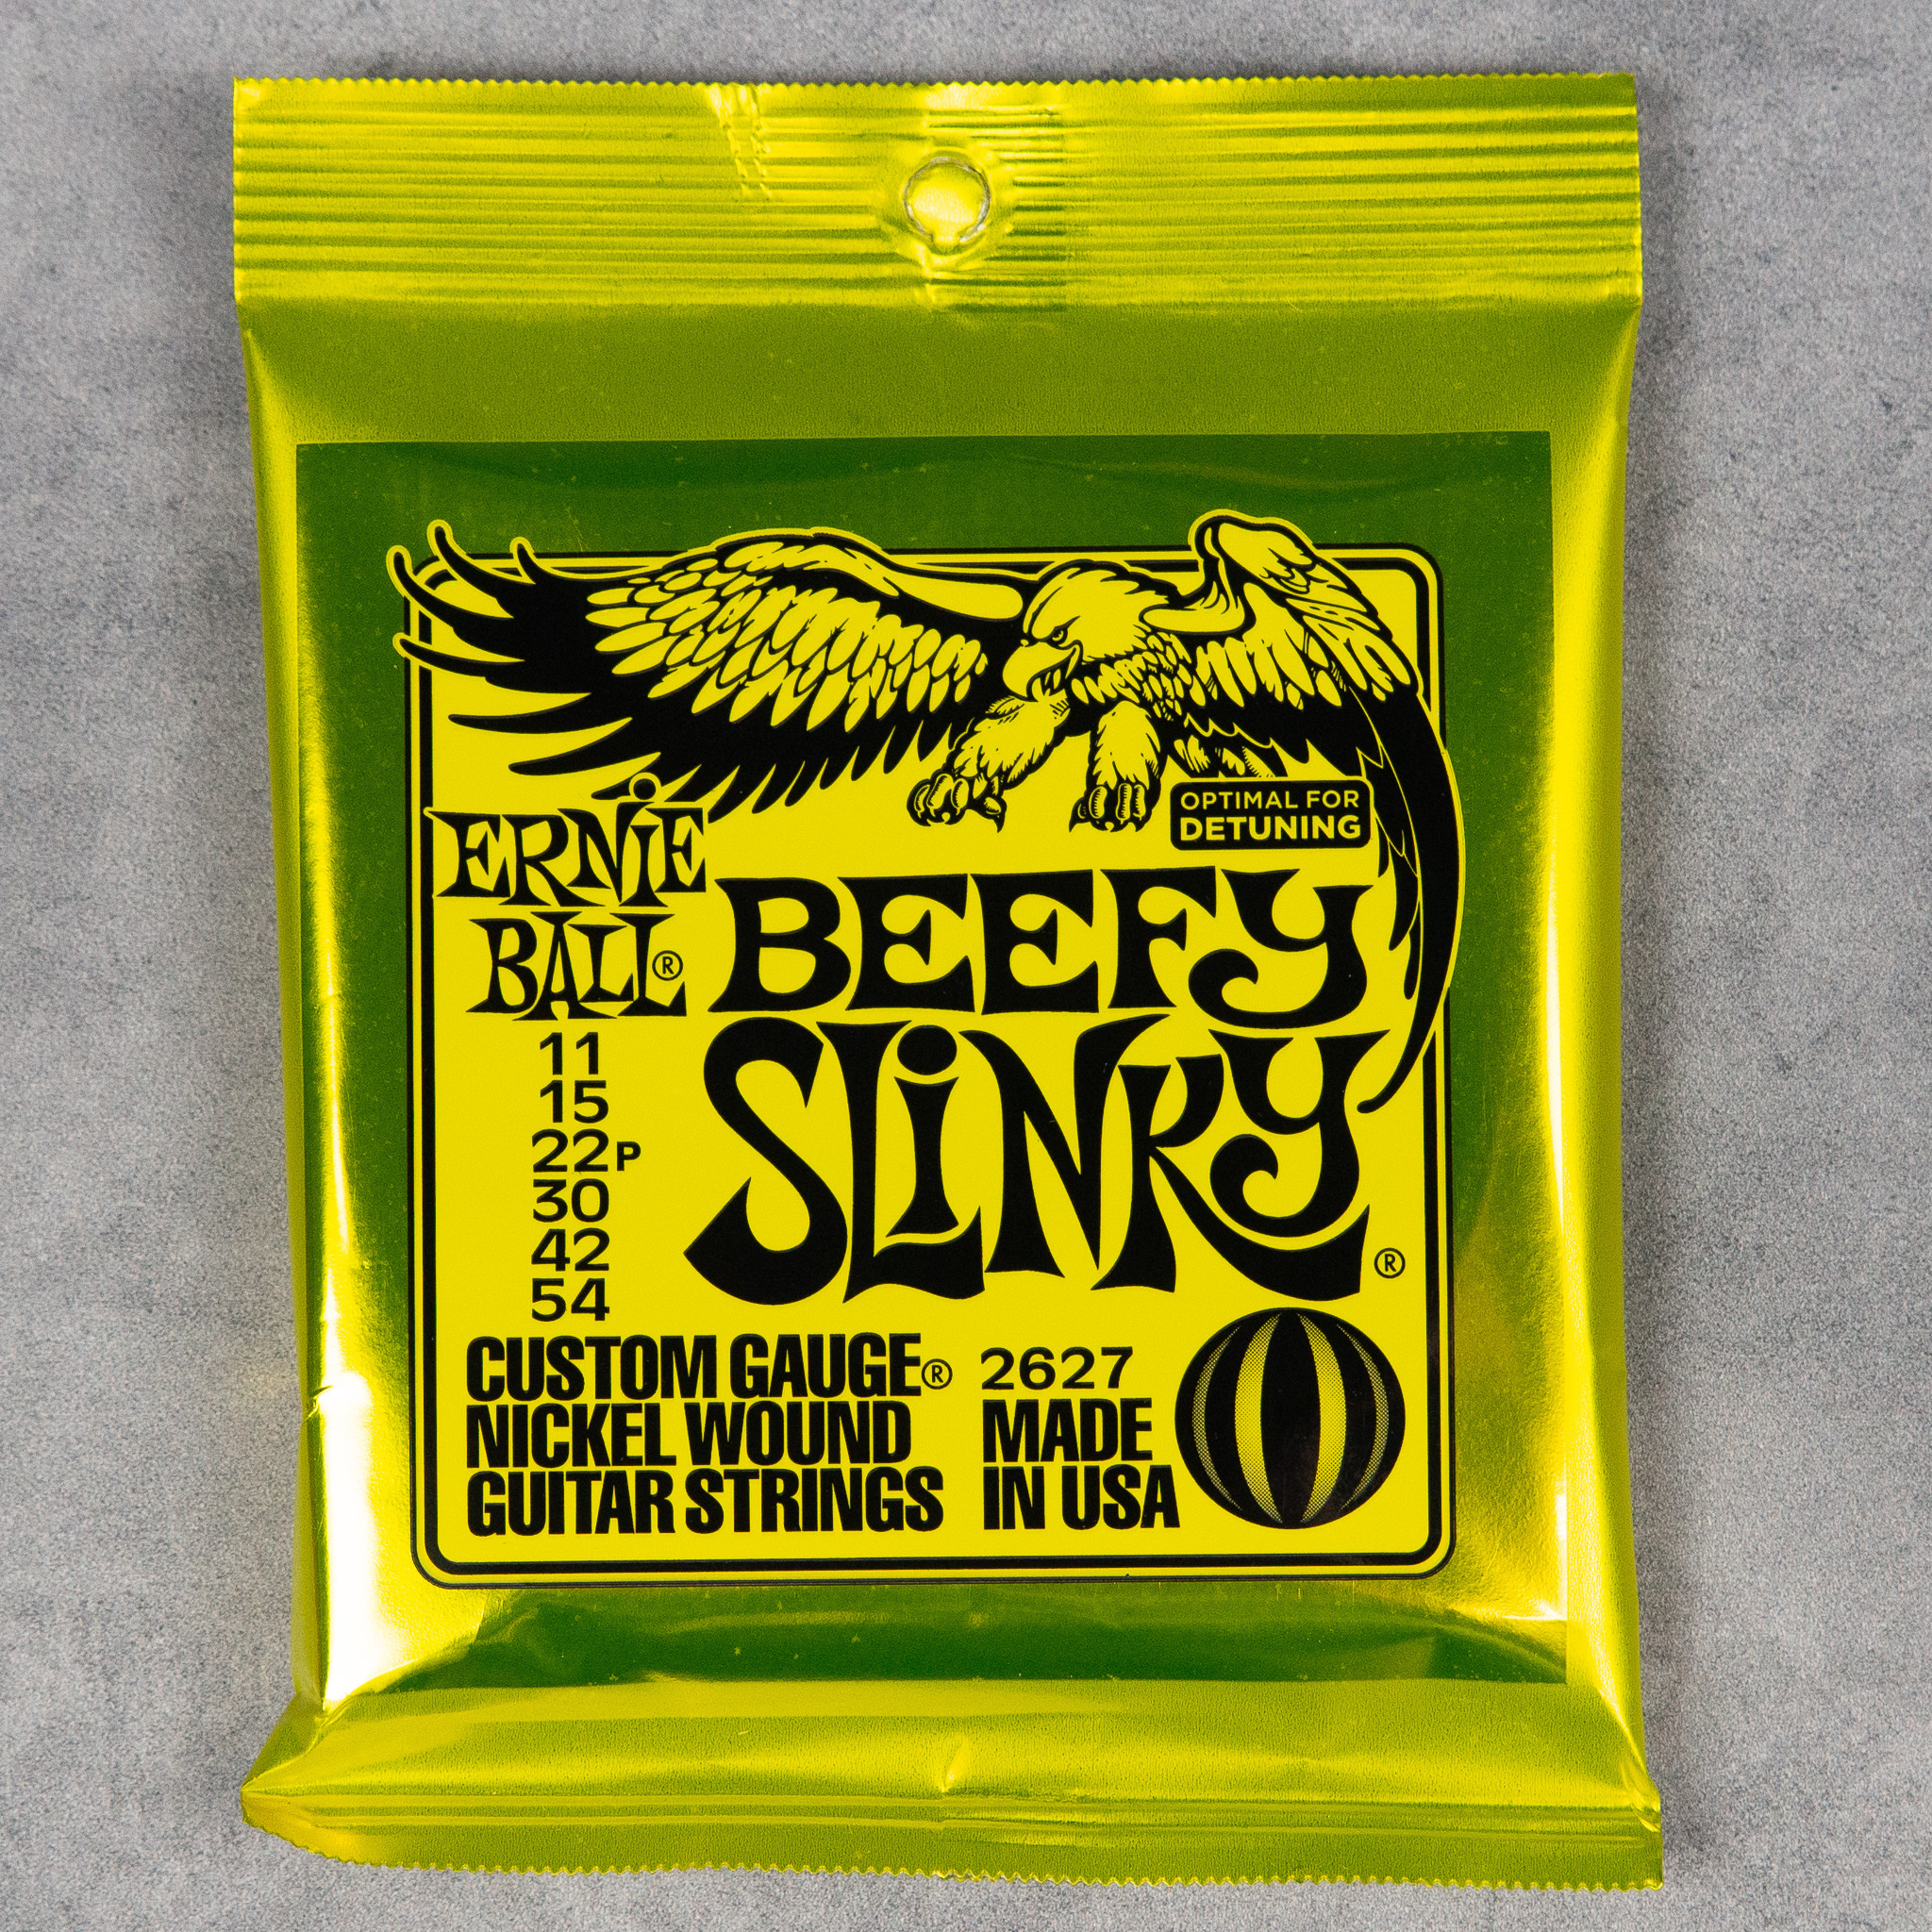 OPTIMAL FOR
DETUNING
ERNiE
BALL®
BEEFY
SLiNKY®
11
15
22P
30
42
54
CUSTOM GAUGE®
NICKEL WOUND
GUITAR STRINGS
2627
MADE
IN USA